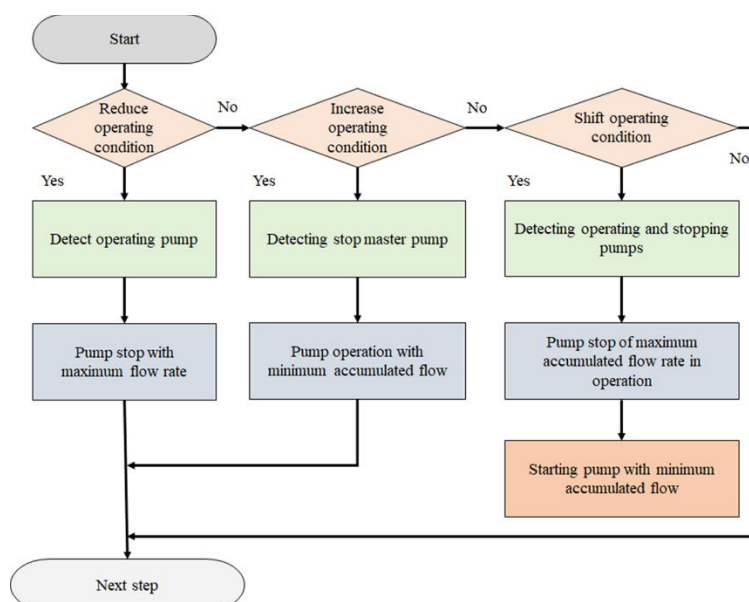 Start
Reduce
operating
condition
No
Increase
operating
condition
No
Shift operating
condition
No
Yes
Yes
Yes
Detect operating pump
Detecting stop master pump
Detecting operating and stopping
pumps
Pump stop with
maximum flow rate
Pump operation with
minimum accumulated flow
Pump stop of maximum
accumulated flow rate in
operation
Starting pump with minimum
accumulated flow
Next step